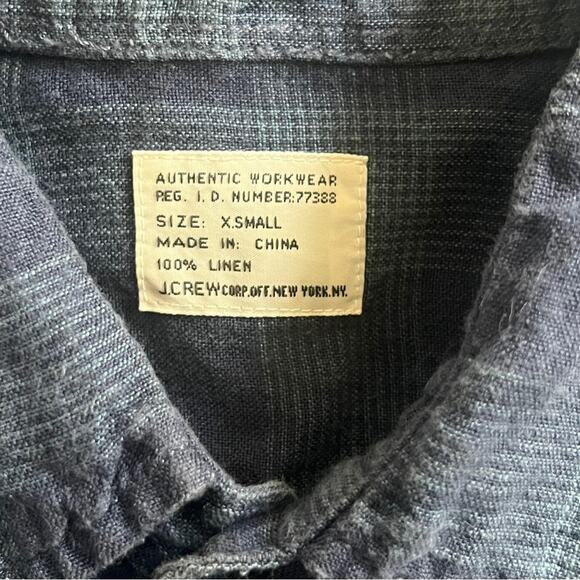 AUTHENTIC WORKWEAR
REG. I. D. NUMBER:77388
SIZE: X.SMALL
MADE IN: CHINA
100% LINEN
J.CREW CORP.OFF.NEW YORK.NY.